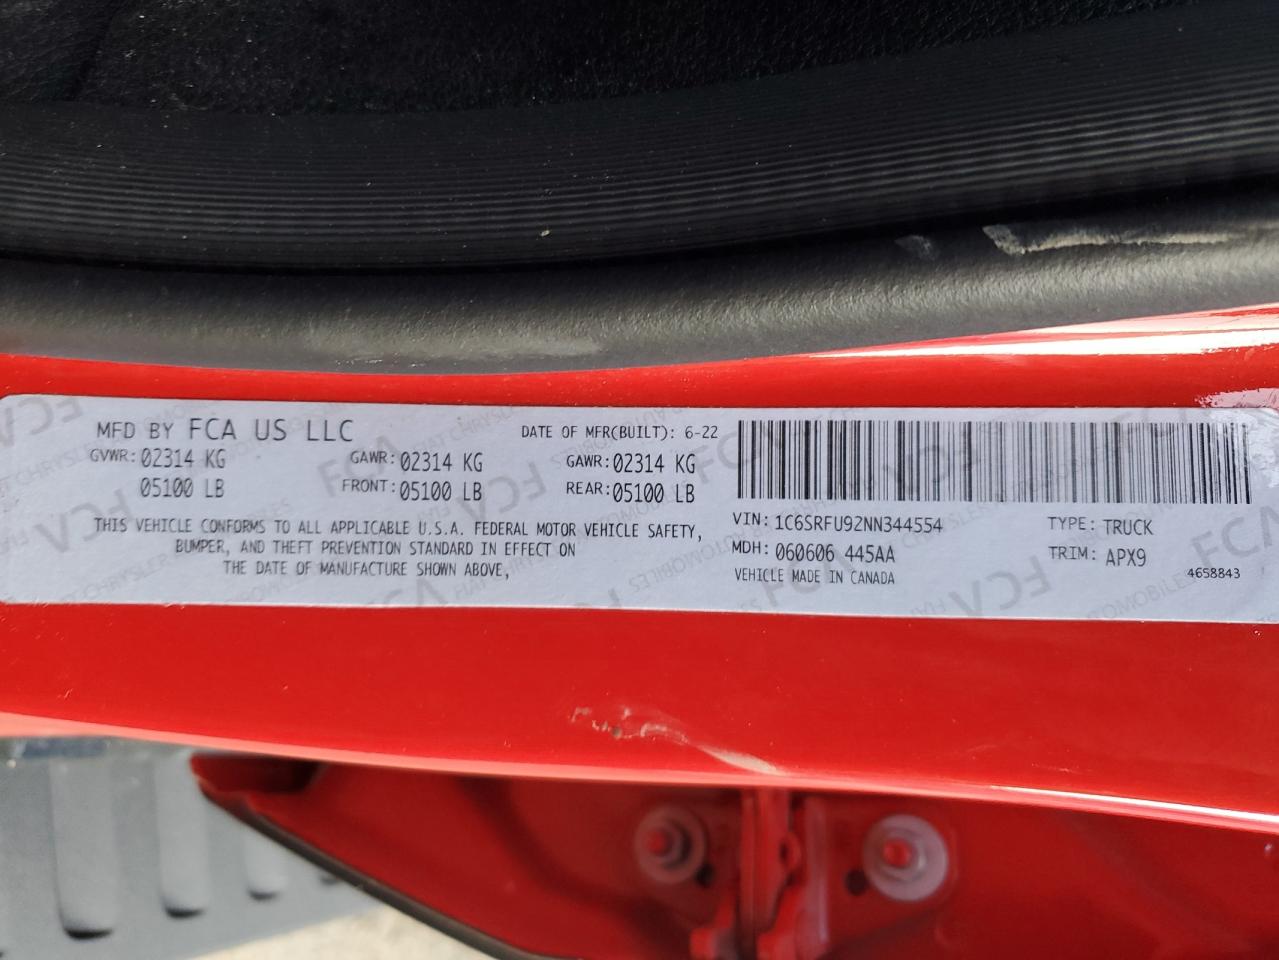 MFD BY FCA US LLC
DATE OF MFR(BUILT): 6-22
GVWR: 02314 KG
05100 LB
GAWR: 02314 KG
FRONT: 05100 LB
GAWR: 02314 KG
REAR: 05100 LB
THIS VEHICLE CONFORMS TO ALL APPLICABLE U.S.A. FEDERAL MOTOR VEHICLE SAFETY,
BUMPER, AND THEFT PREVENTION STANDARD IN EFFECT ON
THE DATE OF MANUFACTURE SHOWN ABOVE,
VIN: 1C6SRFU92NN344554
TYPE: TRUCK
MDH: 060606 445AA
TRIM: APX9
VEHICLE MADE IN CANADA
4658843